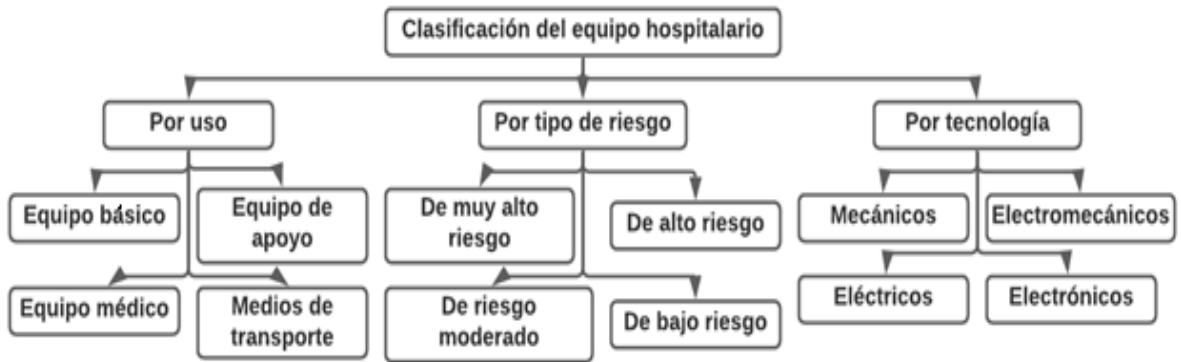 Clasificación del equipo hospitalario
Por uso
Por tipo de riesgo
Por tecnología
Equipo básico
Equipo de
apoyo
De muy alto
riesgo
De alto riesgo
Mecánicos
Electromecánicos
Equipo médico
Medios de
transporte
De riesgo
moderado
De bajo riesgo
Eléctricos
Electrónicos